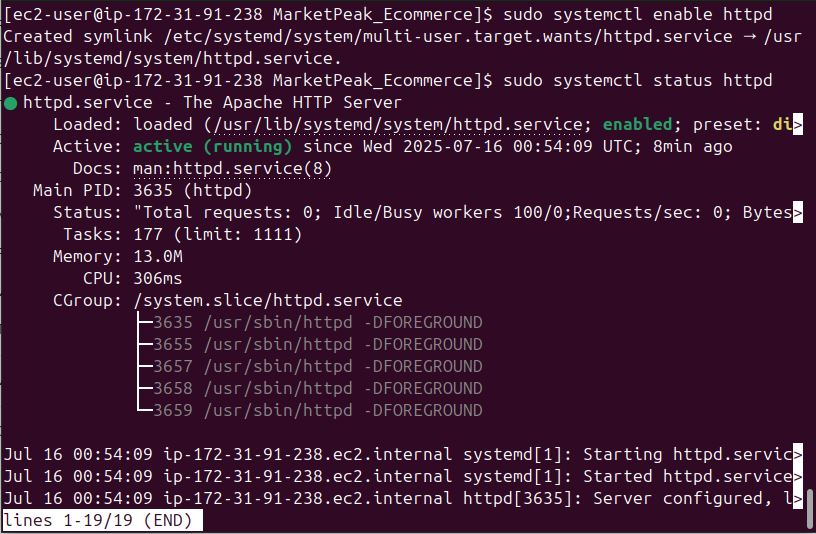 [ec2-user@ip-172-31-91-238 MarketPeak_Ecommerce]$ sudo systemctl enable httpd
Created symlink /etc/systemd/system/multi-user.target.wants/httpd.service → /usr
/lib/systemd/system/httpd.service.
[ec2-user@ip-172-31-91-238 MarketPeak_Ecommerce]$ sudo systemctl status httpd
● httpd.service - The Apache HTTP Server
     Loaded: loaded (/usr/lib/systemd/system/httpd.service; enabled; preset: di>
     Active: active (running) since Wed 2025-07-16 00:54:09 UTC; 8min ago
       Docs: man:httpd.service(8)
   Main PID: 3635 (httpd)
     Status: "Total requests: 0; Idle/Busy workers 100/0;Requests/sec: 0; Bytes>
      Tasks: 177 (limit: 1111)
     Memory: 13.0M
        CPU: 306ms
     CGroup: /system.slice/httpd.service
             ├─3635 /usr/sbin/httpd -DFOREGROUND
             ├─3655 /usr/sbin/httpd -DFOREGROUND
             ├─3657 /usr/sbin/httpd -DFOREGROUND
             ├─3658 /usr/sbin/httpd -DFOREGROUND
             └─3659 /usr/sbin/httpd -DFOREGROUND

Jul 16 00:54:09 ip-172-31-91-238.ec2.internal systemd[1]: Starting httpd.servic>
Jul 16 00:54:09 ip-172-31-91-238.ec2.internal systemd[1]: Started httpd.service>
Jul 16 00:54:09 ip-172-31-91-238.ec2.internal httpd[3635]: Server configured, l>
lines 1-19/19 (END)